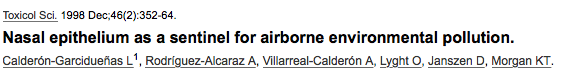 Toxicol Sci. 1998 Dec;46(2):352-64.
Nasal epithelium as a sentinel for airborne environmental pollution.
Calderón-Garcidueñas L1, Rodríguez-Alcaraz A, Villarreal-Calderón A, Lyght O, Janszen D, Morgan KT.